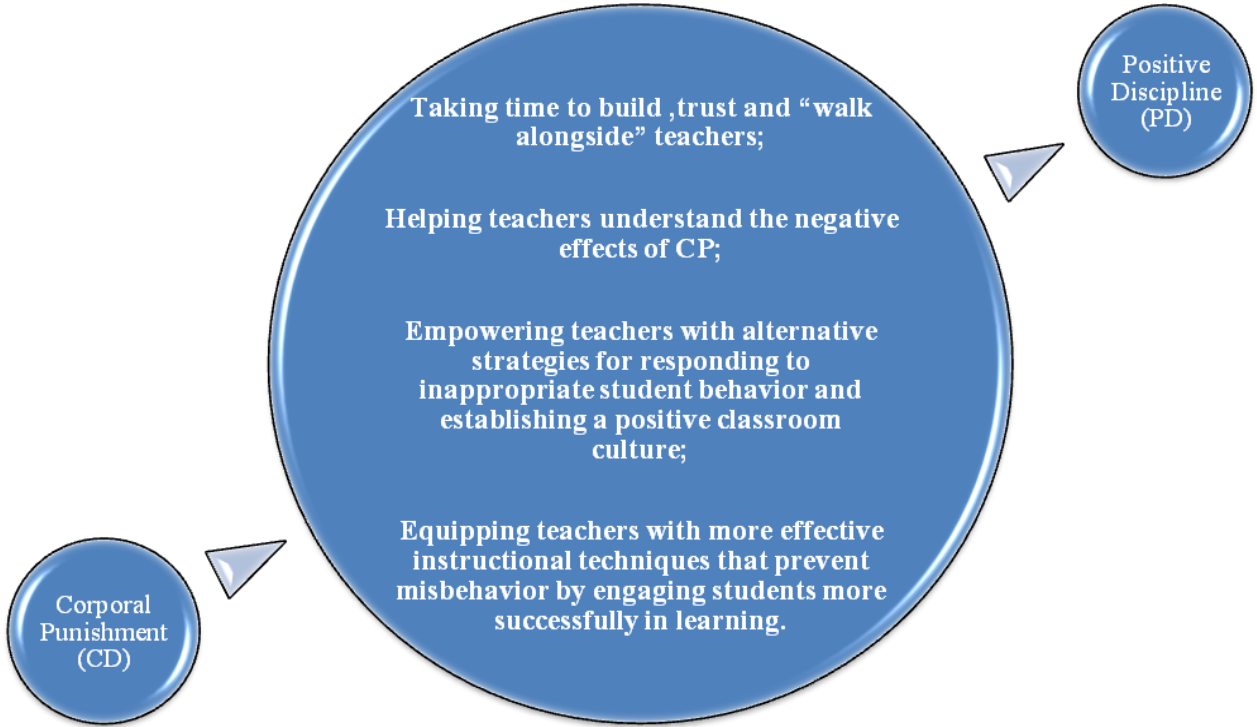 Positive
Discipline
(PD)
Taking time to build ,trust and “walk
alongside” teachers;
Helping teachers understand the negative
effects of CP;
Empowering teachers with alternative
strategies for responding to
inappropriate student behavior and
establishing a positive classroom
culture;
Equipping teachers with more effective
instructional techniques that prevent
misbehavior by engaging students more
successfully in learning.
Corporal
Punishment
(CD)